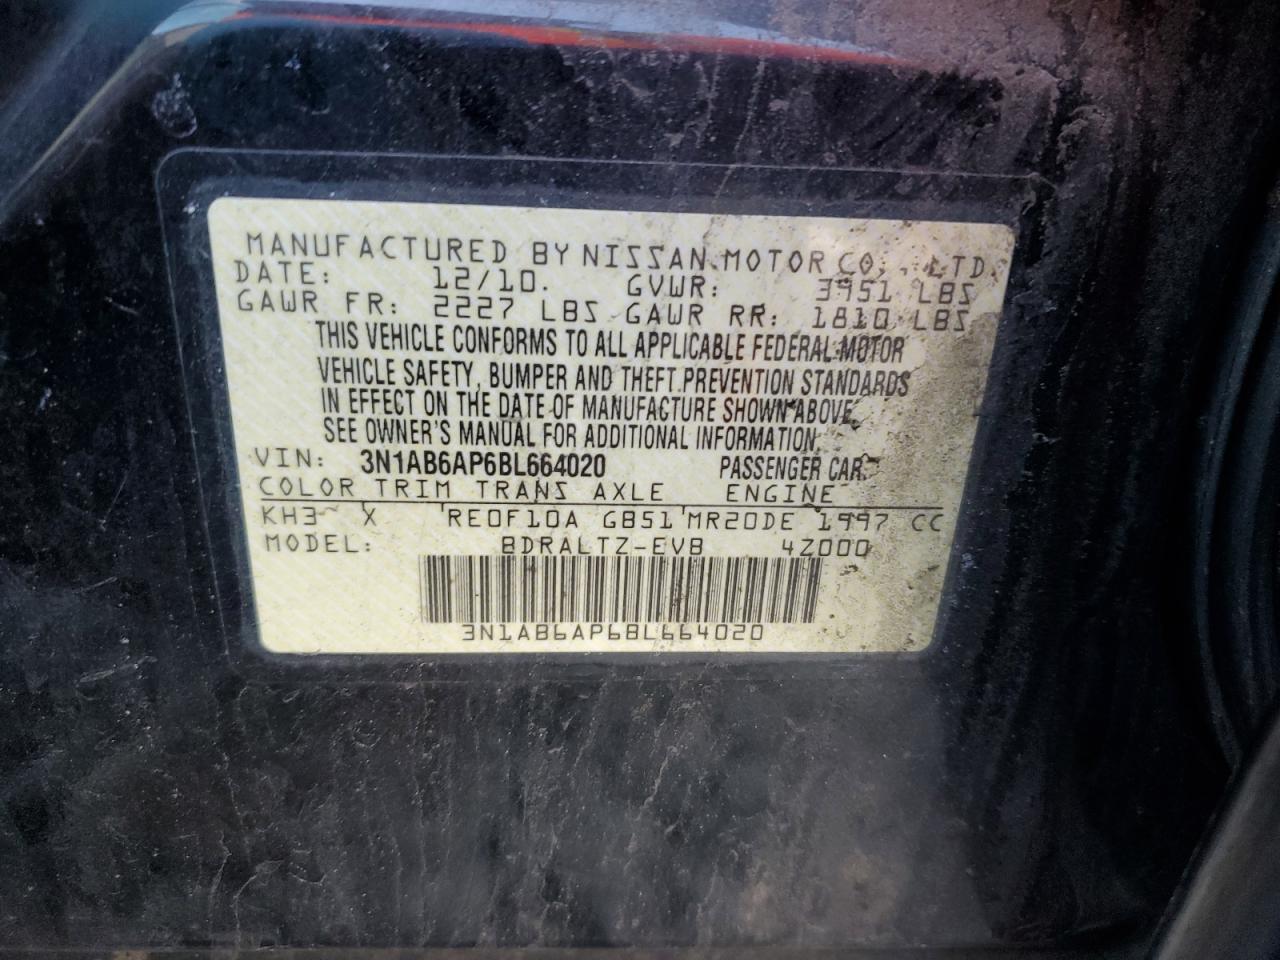 MANUFACTURED BY NISSAN MOTOR CO., LTD.
DATE: 12/10. GVWR: 3951 LBS
GAWR FR: 2227 LBS GAWR RR: 1810 LBS
THIS VEHICLE CONFORMS TO ALL APPLICABLE FEDERAL MOTOR
VEHICLE SAFETY, BUMPER AND THEFT PREVENTION STANDARDS
IN EFFECT ON THE DATE OF MANUFACTURE SHOWN ABOVE.
SEE OWNER'S MANUAL FOR ADDITIONAL INFORMATION.
VIN: 3N1AB6AP6BL664020 PASSENGER CAR
COLOR TRIM TRANS AXLE ENGINE
KH3 X RE0F10A GB51 MR20DE 1997 CC
MODEL: BDRALTZ-EVB 4Z000
3N1AB6AP6BL664020